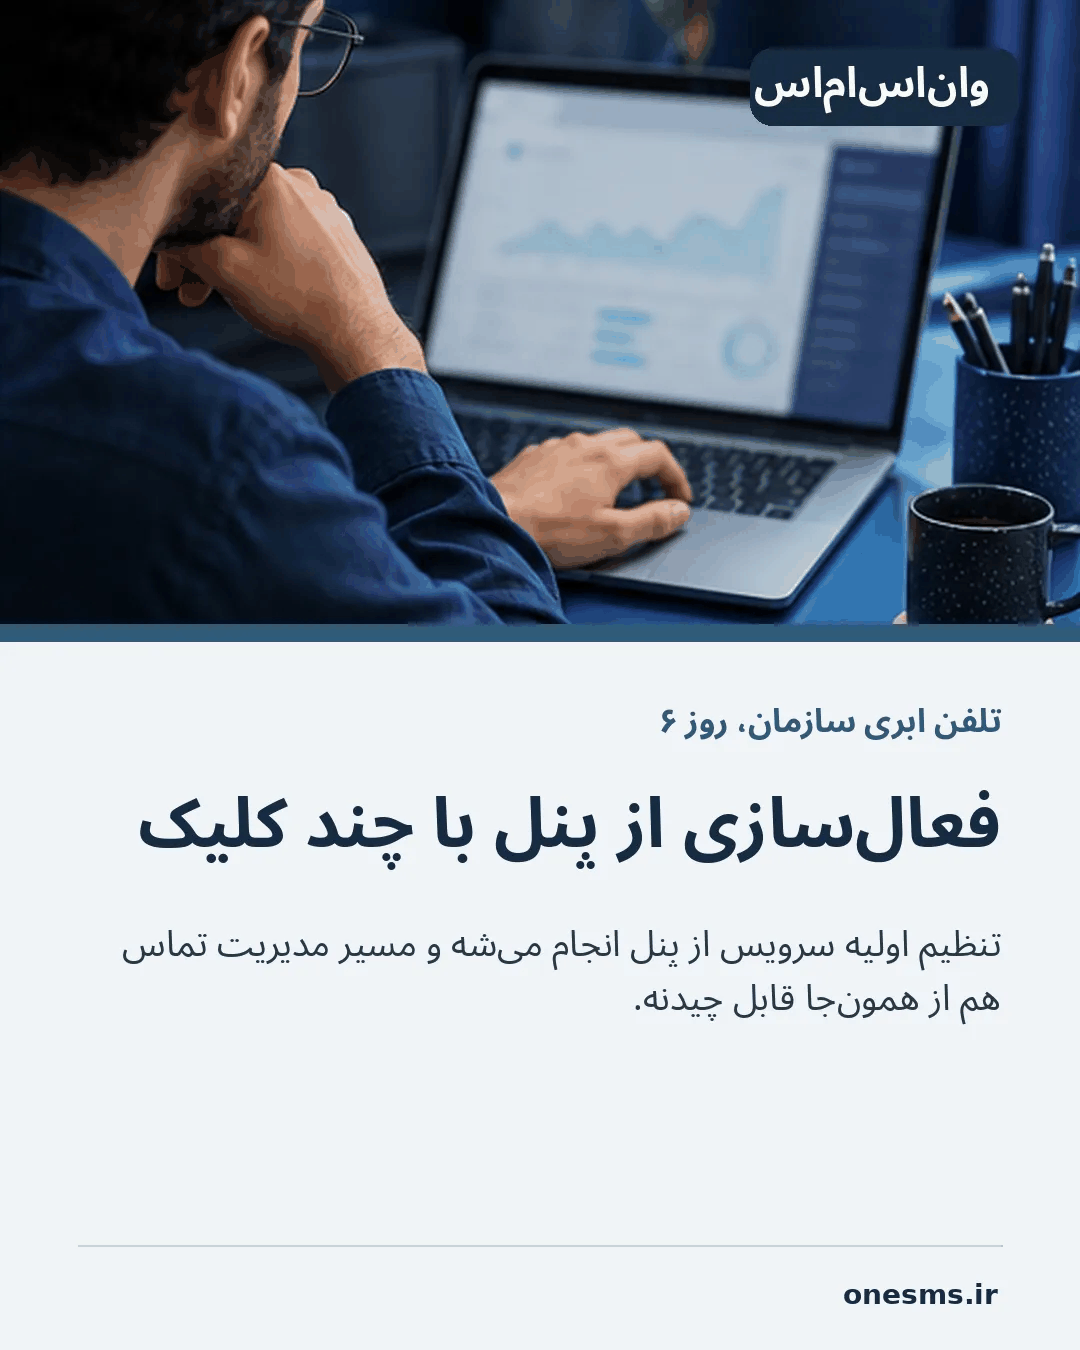 وان‌اس‌ام‌اس
تلفن ابری سازمان، روز ۶
فعال‌سازی از پنل با چند کلیک
تنظیم اولیه سرویس از پنل انجام می‌شه و مسیر مدیریت تماس
هم از همون‌جا قابل چیدنه.
onesms.ir